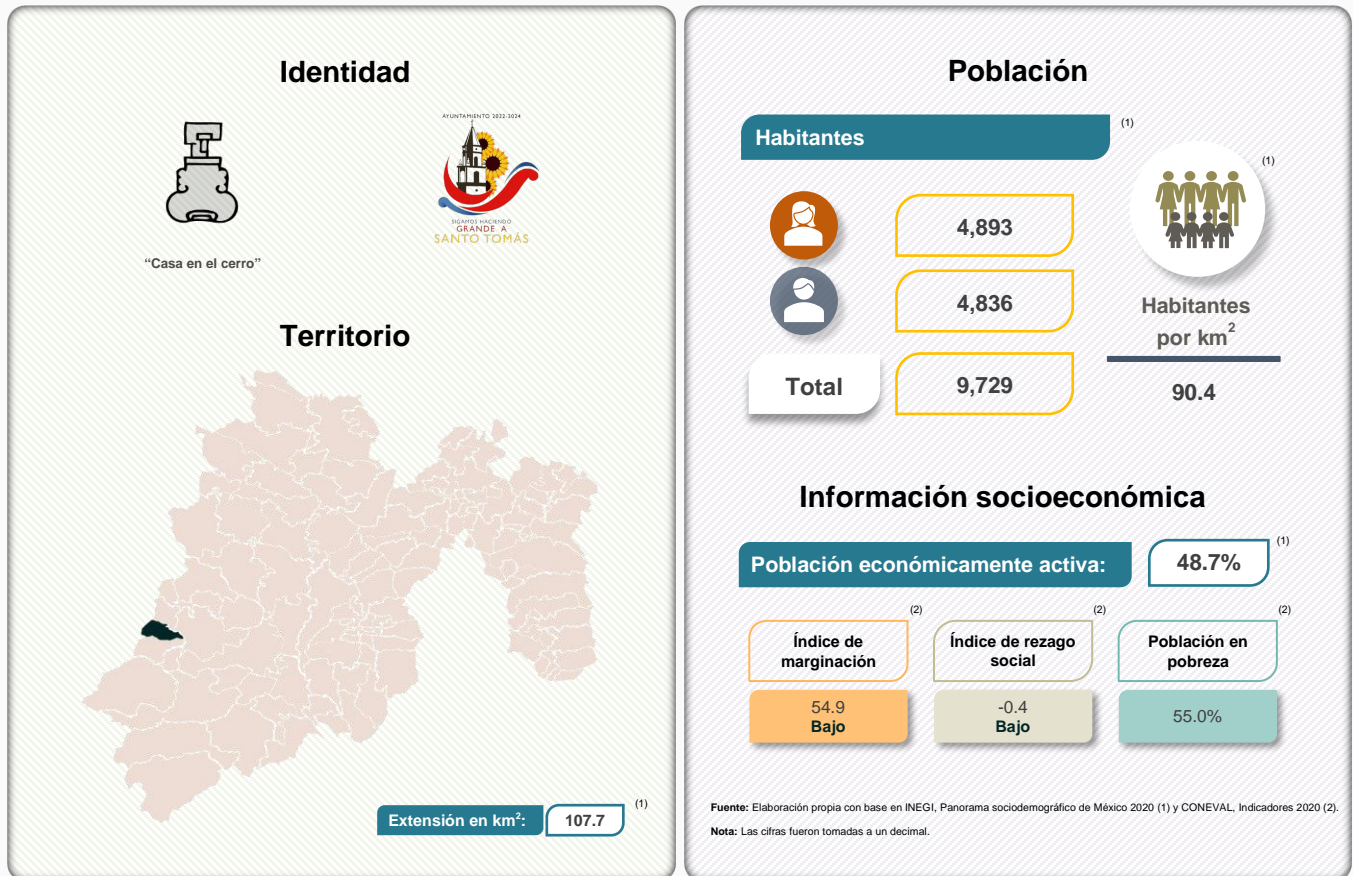 Identidad
AYUNTAMIENTO 2022-2024
SIGAMOS HACIENDO
GRANDE A
SANTO TOMÁS
“Casa en el cerro”
Territorio
Extensión en km²:
107.7
(1)
Población
Habitantes
(1)
4,893
4,836
Total
9,729
(1)
Habitantes
por km²
90.4
Información socioeconómica
Población económicamente activa:
48.7%
(1)
(2)
Índice de
marginación
54.9
Bajo
(2)
Índice de rezago
social
-0.4
Bajo
(2)
Población en
pobreza
55.0%
Fuente: Elaboración propia con base en INEGI, Panorama sociodemográfico de México 2020 (1) y CONEVAL, Indicadores 2020 (2).
Nota: Las cifras fueron tomadas a un decimal.